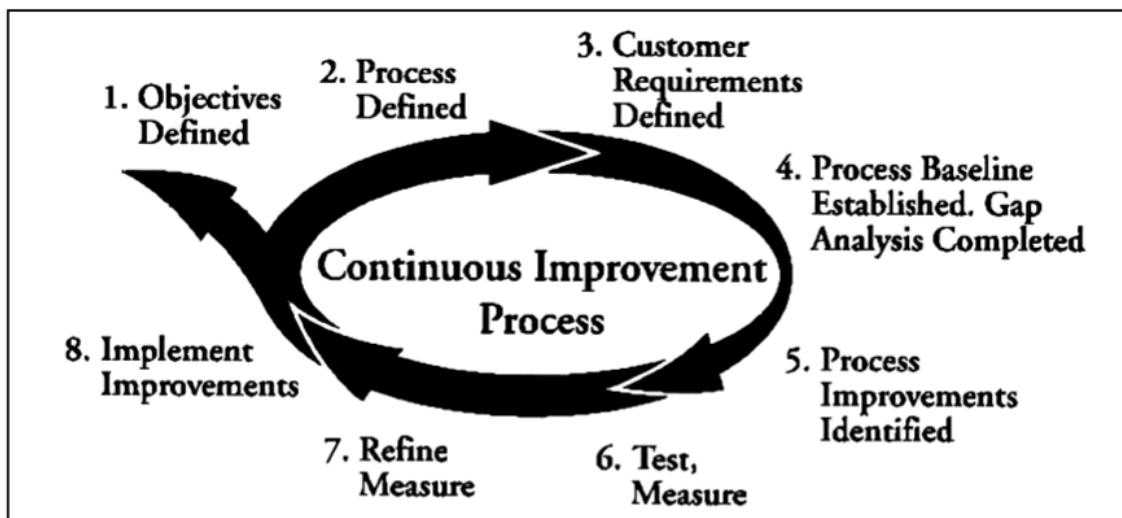 1. Objectives
Defined
2. Process
Defined
3. Customer
Requirements
Defined
4. Process Baseline
Established. Gap
Analysis Completed
Continuous Improvement
Process
5. Process
Improvements
Identified
6. Test,
Measure
7. Refine
Measure
8. Implement
Improvements